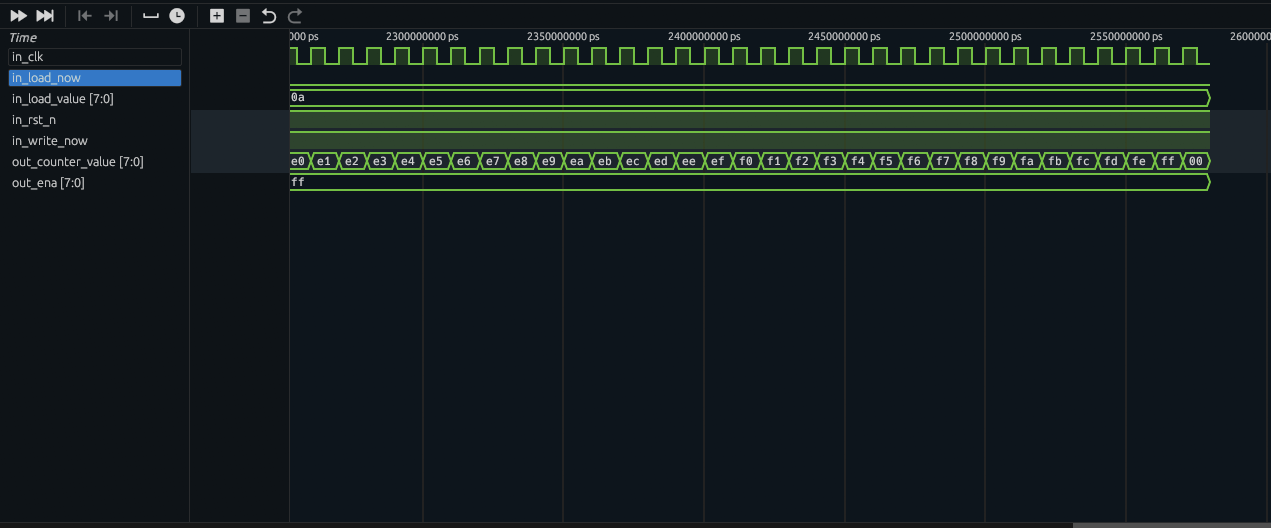 Time
000 ps 2300000000 ps 2350000000 ps 2400000000 ps 2450000000 ps 2500000000 ps 2550000000 ps 2600000
in_clk
in_load_now
in_load_value [7:0] 0a
in_rst_n
in_write_now
out_counter_value [7:0] e0 e1 e2 e3 e4 e5 e6 e7 e8 e9 ea eb ec ed ee ef f0 f1 f2 f3 f4 f5 f6 f7 f8 f9 fa fb fc fd fe ff 00
out_ena [7:0] ff